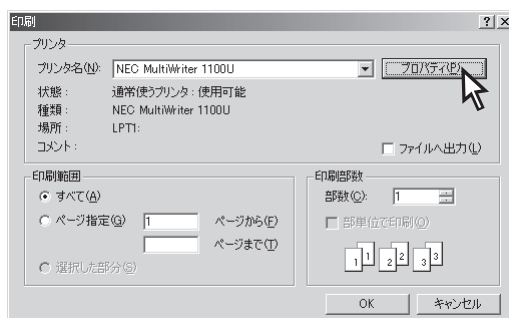 印刷
プリンタ
プリンタ名(N): NEC MultiWriter 1100U プロパティ(P)
状態: 通常使うプリンタ : 使用可能
種類: NEC MultiWriter 1100U
場所: LPT1:
コメント: ファイルへ出力(L)
印刷範囲
すべて(A)
ページ指定(G) 1 ページから(F)
ページまで(T)
選択した部分(S)
印刷部数
部数(C): 1
部単位で印刷(O)
1 1 2 2 3 3
OK キャンセル